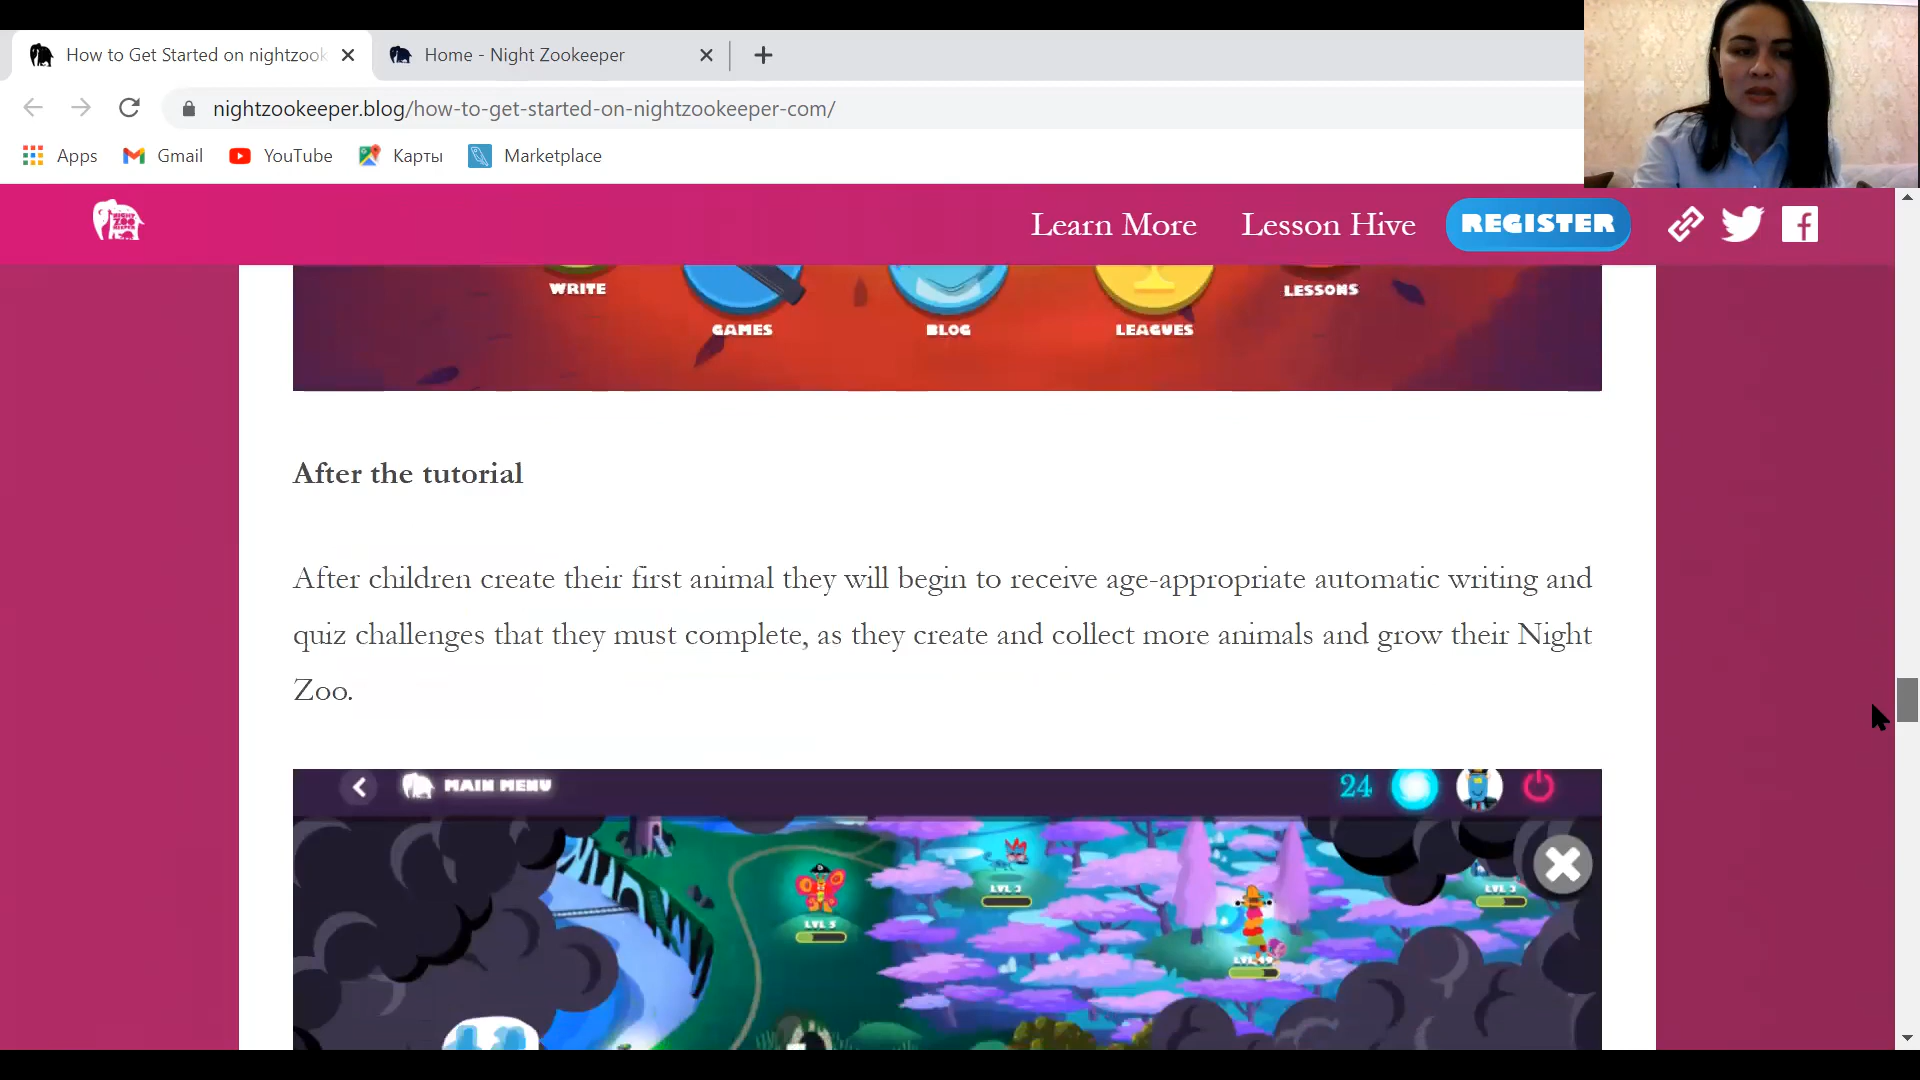 How to Get Started on nightzook
Home - Night Zookeeper
nightzookeeper.blog/how-to-get-started-on-nightzookeeper-com/
Apps
Gmail
YouTube
Карты
Marketplace
NIGHT
ZOO
KEEPER
Learn More
Lesson Hive
REGISTER
WRITE
GAMES
BLOG
LEAGUES
LESSONS
After the tutorial
After children create their first animal they will begin to receive age-appropriate automatic writing and
quiz challenges that they must complete, as they create and collect more animals and grow their Night
Zoo.
MAIN MENU
24
LVL 5
LVL 3
LVL 3